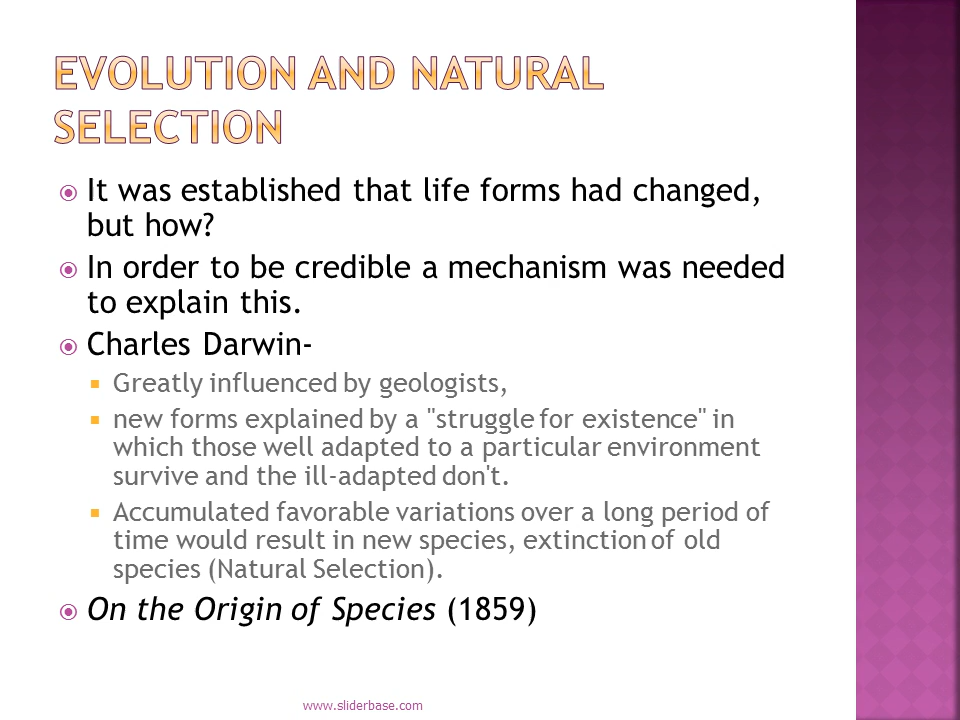 EVOLUTION AND NATURAL
SELECTION
It was established that life forms had changed,
but how?
In order to be credible a mechanism was needed
to explain this.
Charles Darwin-
Greatly influenced by geologists,
new forms explained by a "struggle for existence" in
which those well adapted to a particular environment
survive and the ill-adapted don't.
Accumulated favorable variations over a long period of
time would result in new species, extinction of old
species (Natural Selection).
On the Origin of Species (1859)
www.sliderbase.com